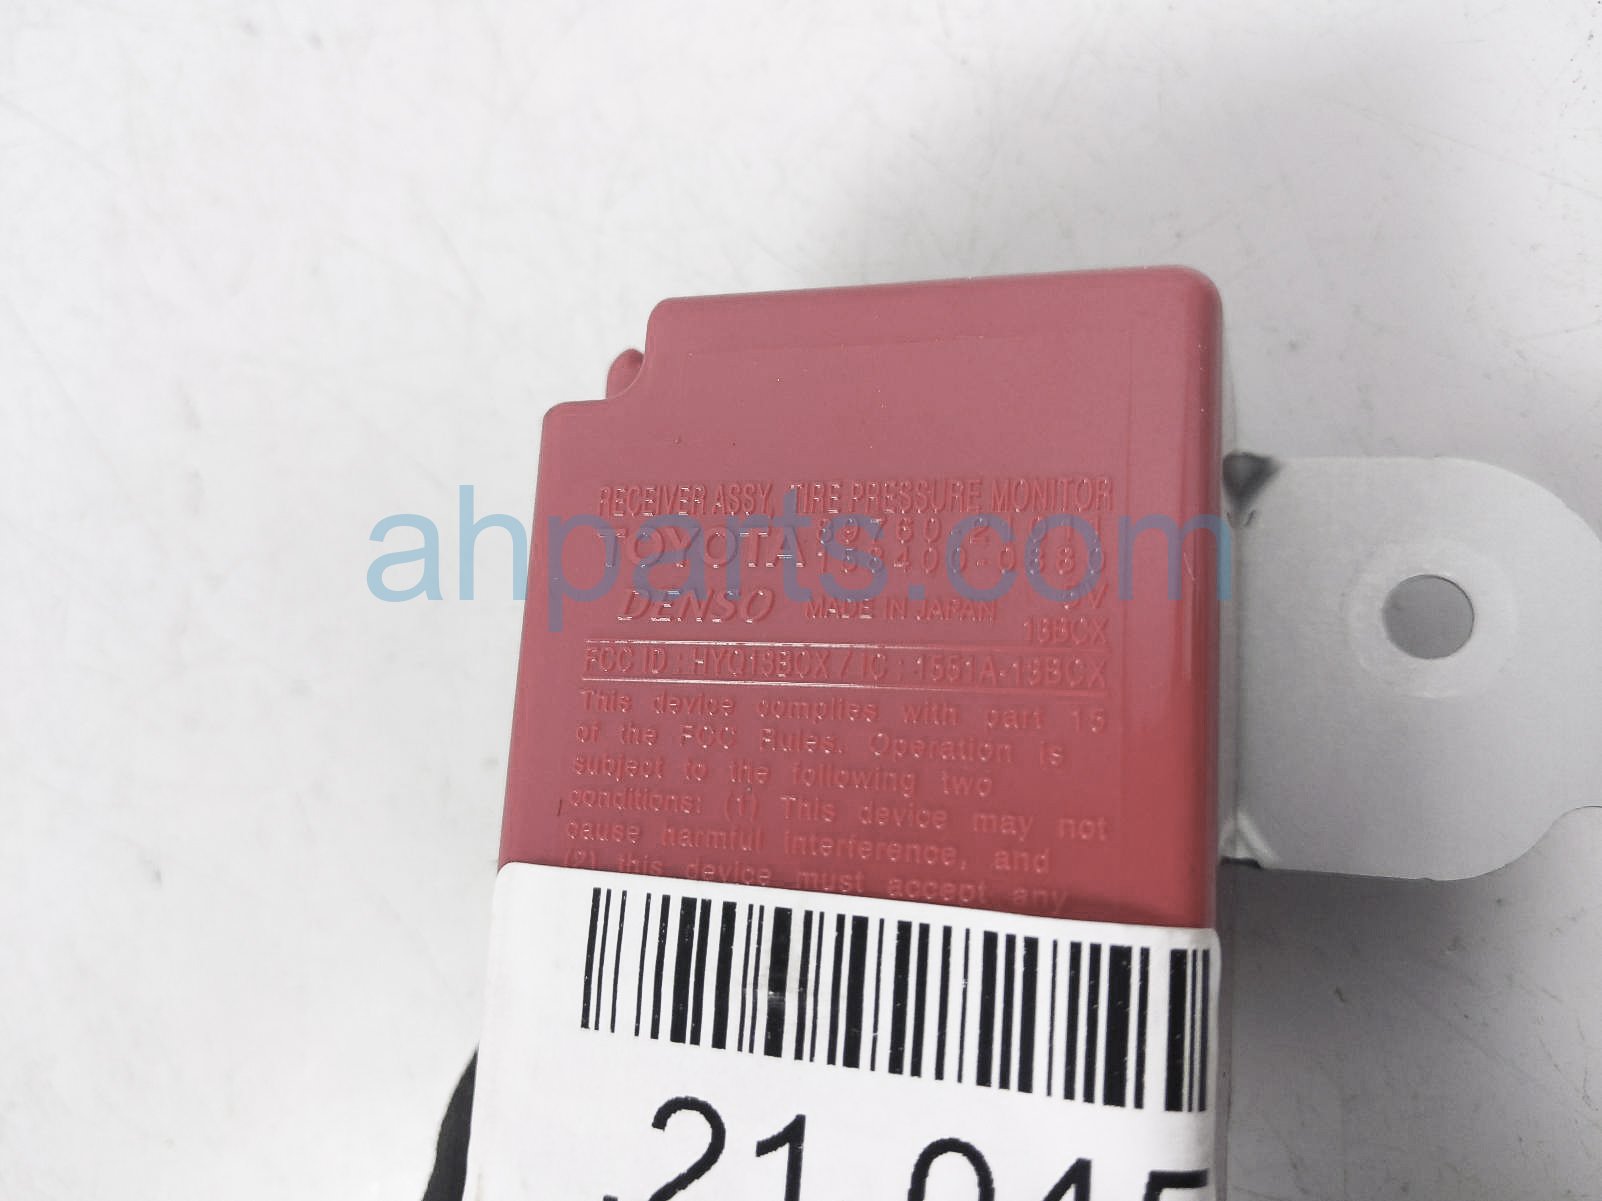 RECEIVER ASSY, TIRE PRESSURE MONITOR
TOYOTA
DENSO MADE IN JAPAN
13BCX
FCC ID : HYQ13BCX / IC : 1551A-13BCX
This device complies with part 15
of the FCC Rules. Operation is
subject to the following two
conditions: (1) This device may not
cause harmful interference, and
(2) this device must accept any
ahparts.com